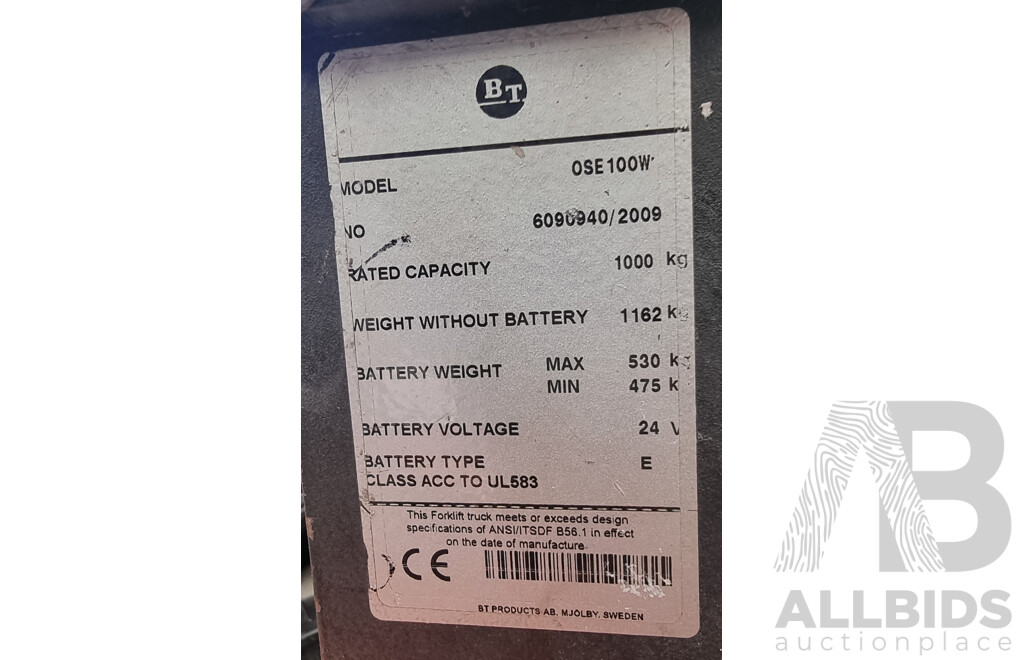 BT
MODEL OSE100W
NO 6090940/2009
RATED CAPACITY 1000 kg
WEIGHT WITHOUT BATTERY 1162 k
BATTERY WEIGHT MAX 530 k
MIN 475 k
BATTERY VOLTAGE 24 V
BATTERY TYPE E
CLASS ACC TO UL583
This Forklift truck meets or exceeds design
specifications of ANSI/ITSDF B56.1 in effect
on the date of manufacture
CE
BT PRODUCTS AB, MJÖLBY, SWEDEN
AB
ALLBIDS
auctionplace